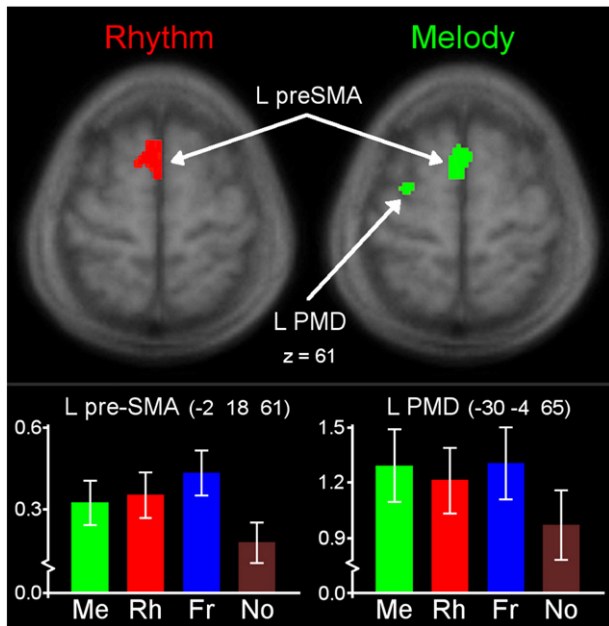 Rhythm
Melody
L preSMA
L PMD
z = 61
L pre-SMA (-2 18 61)
L PMD (-30 -4 65)
0.6
0.3
0.0
Me Rh Fr No
1.5
1.2
0.9
0.0
Me Rh Fr No